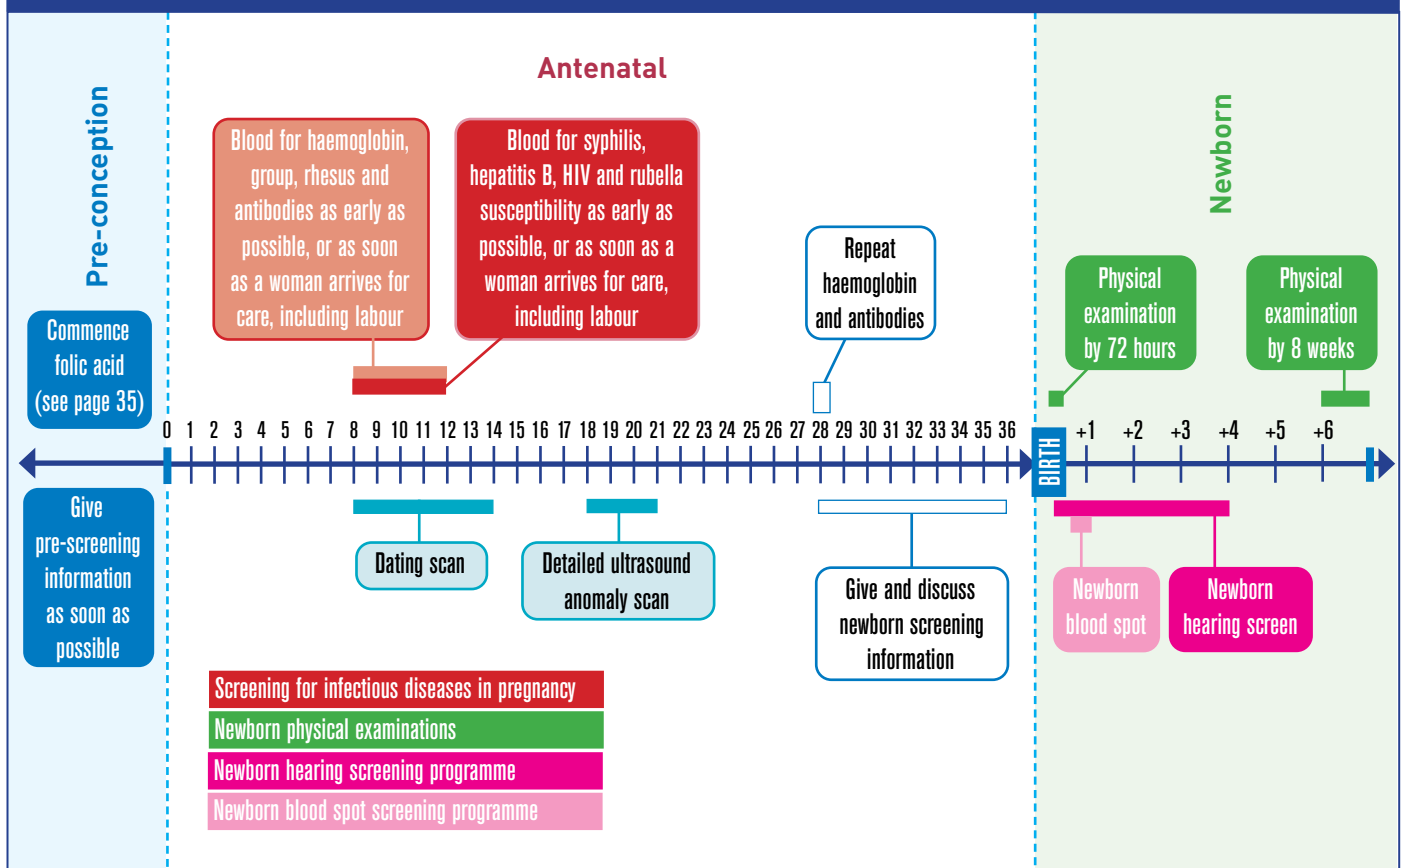 Antenatal
Pre-conception
Newborn
Blood for haemoglobin,
group, rhesus and
antibodies as early as
possible, or as soon
as a woman arrives for
care, including labour
Blood for syphilis,
hepatitis B, HIV and rubella
susceptibility as early as
possible, or as soon as a
woman arrives for care,
including labour
Repeat
haemoglobin
and antibodies
Physical
examination
by 72 hours
Physical
examination
by 8 weeks
Commence
folic acid
(see page 35)
0 1 2 3 4 5 6 7 8 9 10 11 12 13 14 15 16 17 18 19 20 21 22 23 24 25 26 27 28 29 30 31 32 33 34 35 36
BIRTH
+1 +2 +3 +4 +5 +6
Give
pre-screening
information
as soon as
possible
Dating scan
Detailed ultrasound
anomaly scan
Give and discuss
newborn screening
information
Newborn
blood spot
Newborn
hearing screen
Screening for infectious diseases in pregnancy
Newborn physical examinations
Newborn hearing screening programme
Newborn blood spot screening programme